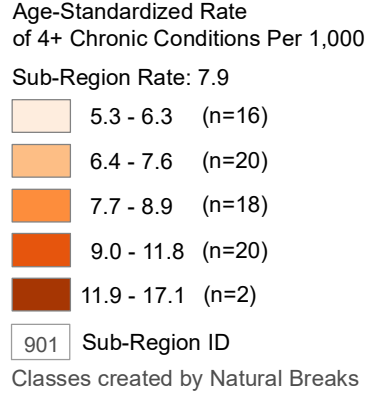 Age-Standardized Rate
of 4+ Chronic Conditions Per 1,000
Sub-Region Rate: 7.9
5.3 - 6.3 (n=16)
6.4 - 7.6 (n=20)
7.7 - 8.9 (n=18)
9.0 - 11.8 (n=20)
11.9 - 17.1 (n=2)
901 Sub-Region ID
Classes created by Natural Breaks